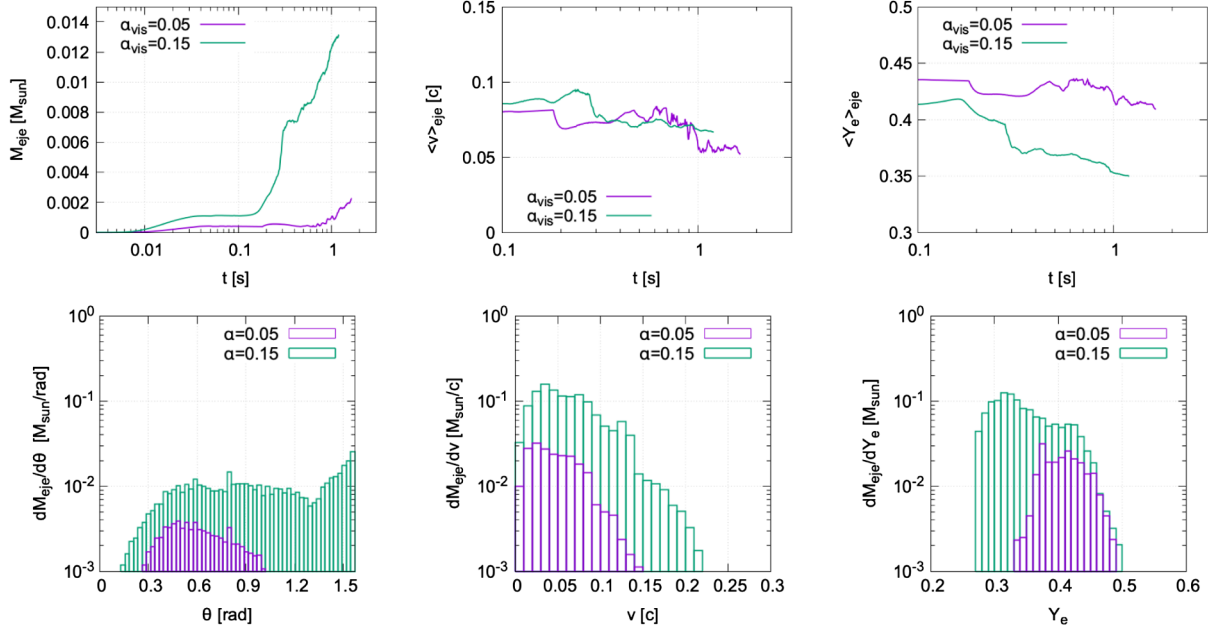 M_eje [M_sun]
0.014
0.012
0.01
0.008
0.006
0.004
0.002
0
α_vis=0.05
α_vis=0.15
0.01
0.1
1
t [s]
<v>_eje [c]
0.15
0.1
0.05
0
α_vis=0.05
α_vis=0.15
0.1
1
t [s]
<Y_e>_eje
0.5
0.45
0.4
0.35
0.3
α_vis=0.05
α_vis=0.15
0.1
1
t [s]
dM_eje/dθ [M_sun/rad]
10^0
10^-1
10^-2
10^-3
α=0.05
α=0.15
0
0.3
0.6
0.9
1.2
1.5
θ [rad]
dM_eje/dv [M_sun/c]
10^0
10^-1
10^-2
10^-3
α=0.05
α=0.15
0
0.05
0.1
0.15
0.2
0.25
0.3
v [c]
dM_eje/dY_e [M_sun]
10^0
10^-1
10^-2
10^-3
α=0.05
α=0.15
0.2
0.3
0.4
0.5
0.6
Y_e